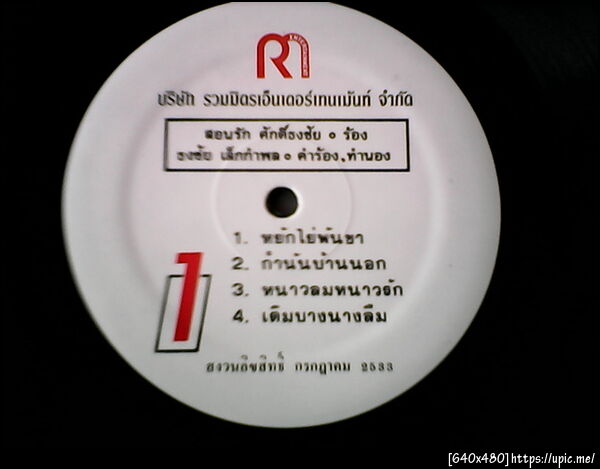 ENTERTAINMENT
บริษัท รวมมิตรเอ็นเตอร์เทนเม้นท์ จำกัด
สอนรัก ศักดิ์ธงชัย ๐ ร้อง
ธงชัย เล็กกำพล ๐ คำร้อง,ทำนอง
1. หยักไย่พันขา
2. กำนันบ้านนอก
3. หนาวลมหนาวรัก
4. เดิมบางนางลืม
1
สงวนลิขสิทธิ์ กรกฎาคม 2533
[640x480]https://upic.me/